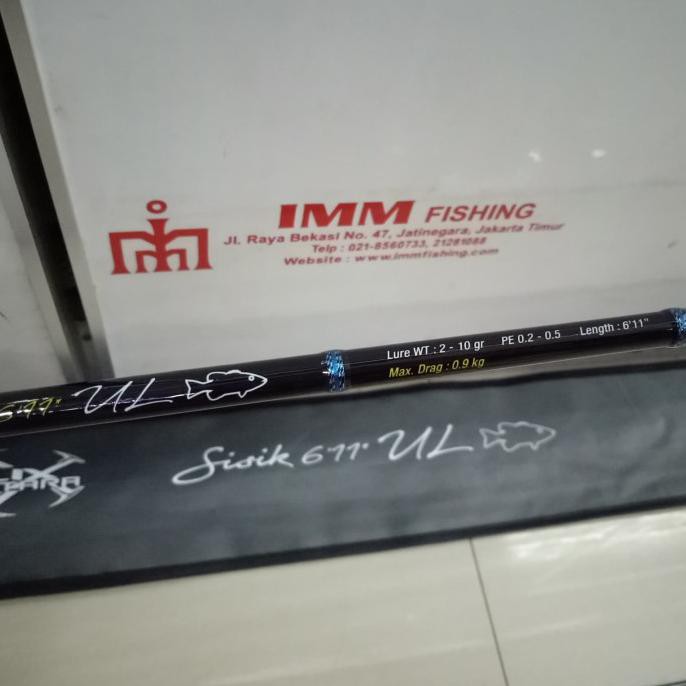 IMM FISHING
Jl. Raya Bekasi No. 47, Jatinegara, Jakarta Timur
Telp : 021-8560733, 21281088
Website : www.immfishing.com
Lure WT : 2 - 10 gr PE 0.2 - 0.5 Length : 6'11"
Max. Drag : 0.9 kg
6'11" UL
Sisik 6'11" UL